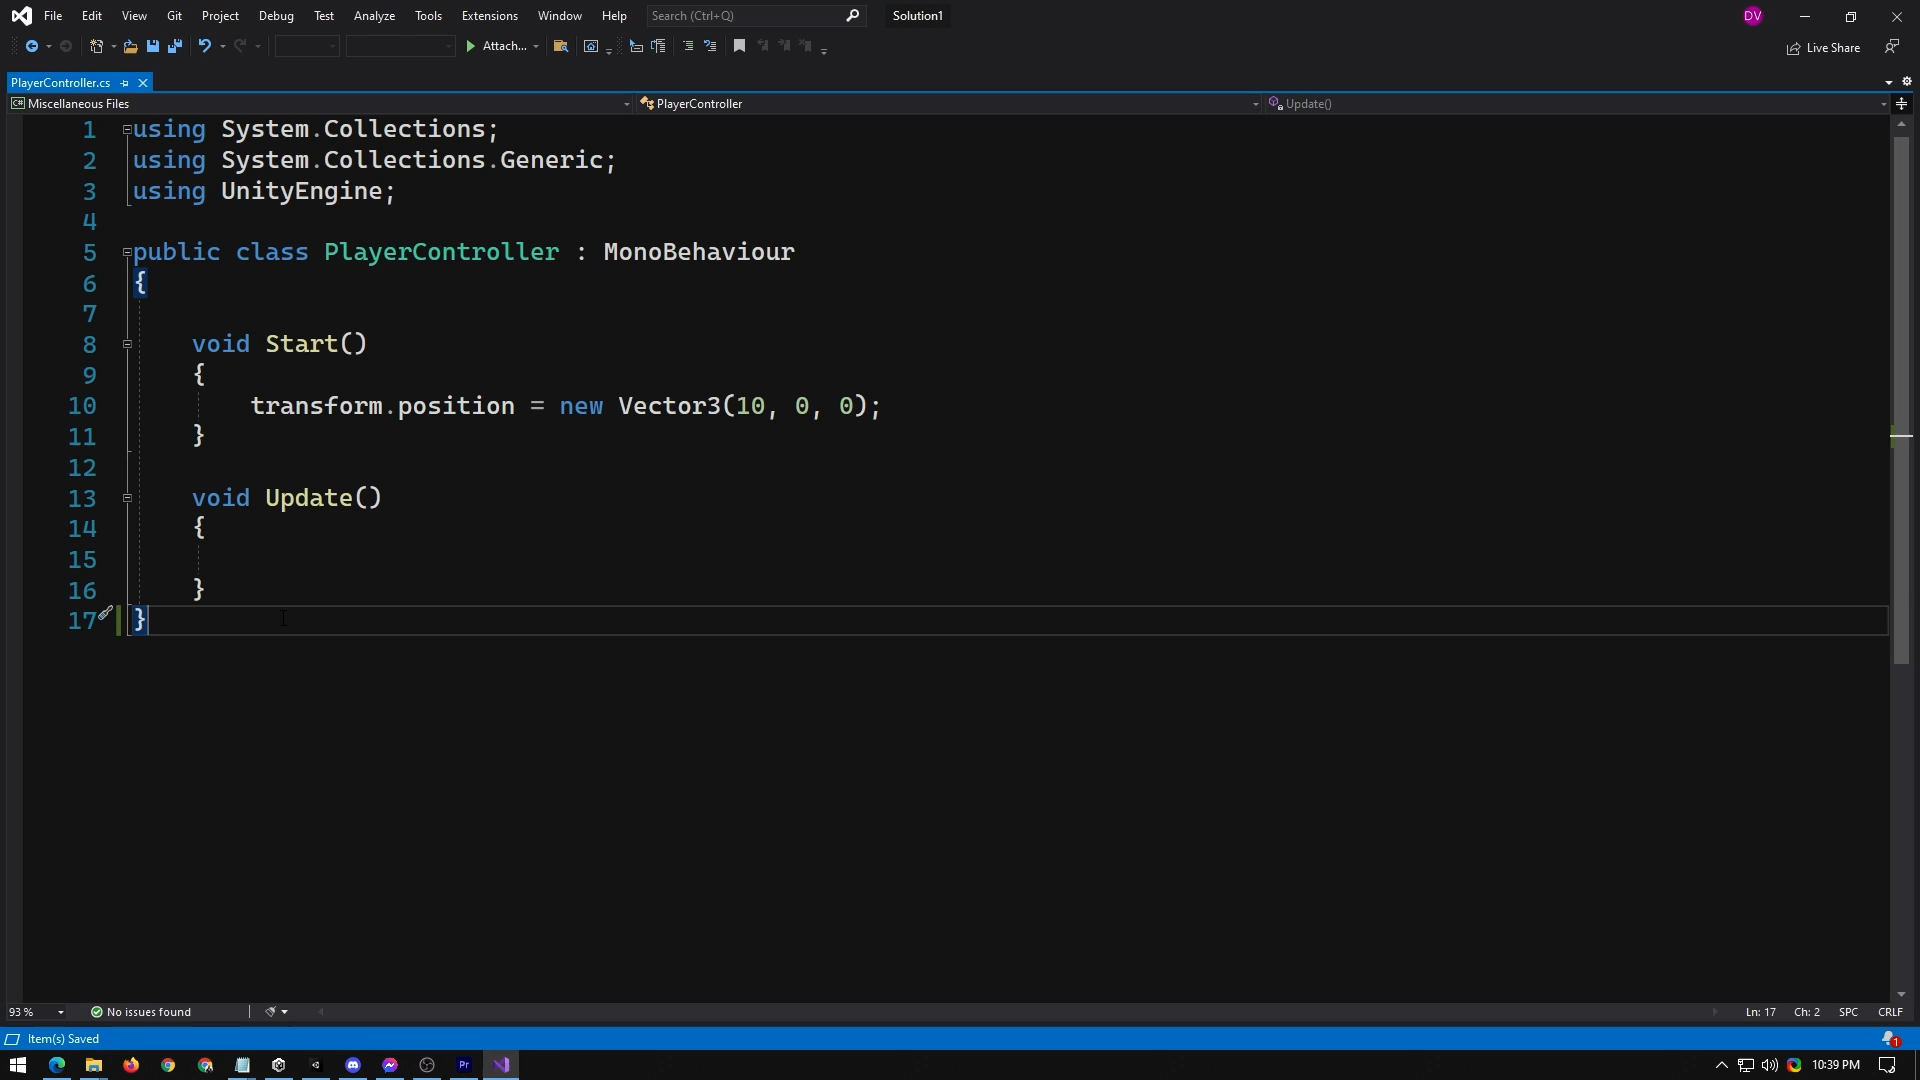 File Edit View Git Project Debug Test Analyze Tools Extensions Window Help Search (Ctrl+Q) Solution1 DV
Attach... Live Share
PlayerController.cs
Miscellaneous Files PlayerController Update()
1 using System.Collections;
2 using System.Collections.Generic;
3 using UnityEngine;
4
5 public class PlayerController : MonoBehaviour
6 {
7
8 void Start()
9 {
10 transform.position = new Vector3(10, 0, 0);
11 }
12
13 void Update()
14 {
15
16 }
17 }
93 % No issues found Ln: 17 Ch: 2 SPC CRLF
Item(s) Saved 1
Pr 10:39 PM